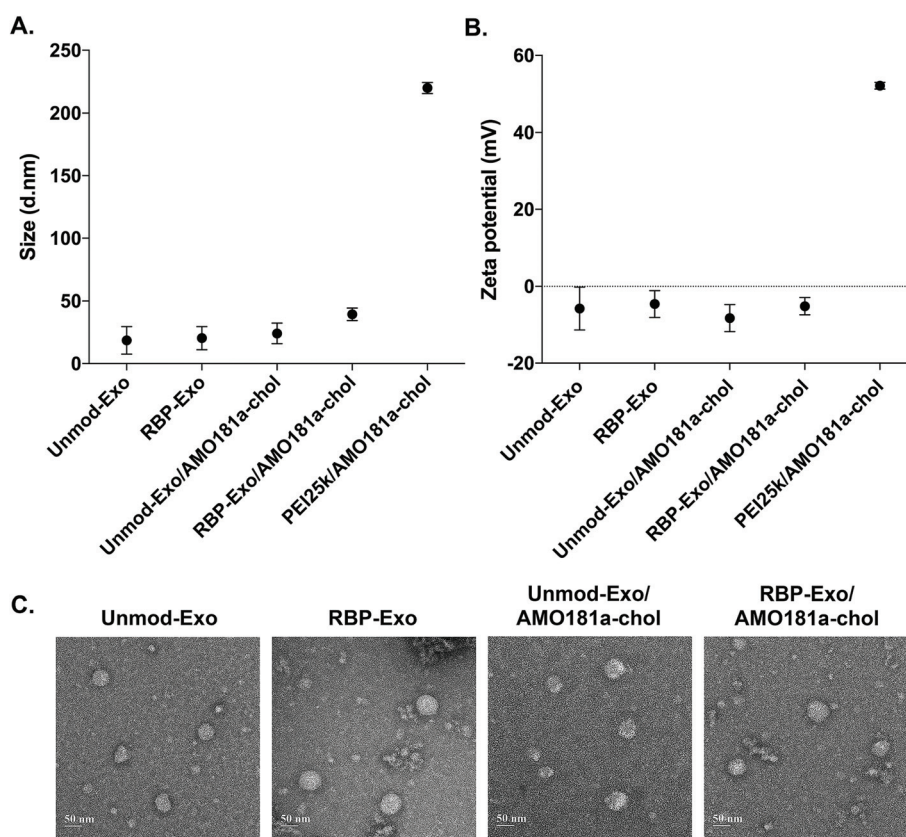 A.
250
200
150
100
50
0
Size (d.nm)
Unmod-Exo
RBP-Exo
Unmod-Exo/AMO181a-chol
RBP-Exo/AMO181a-chol
PEI25k/AMO181a-chol
B.
60
40
20
0
-20
Zeta potential (mV)
Unmod-Exo
RBP-Exo
Unmod-Exo/AMO181a-chol
RBP-Exo/AMO181a-chol
PEI25k/AMO181a-chol
C.
Unmod-Exo
RBP-Exo
Unmod-Exo/
AMO181a-chol
RBP-Exo/
AMO181a-chol
50 nm
50 nm
50 nm
50 nm